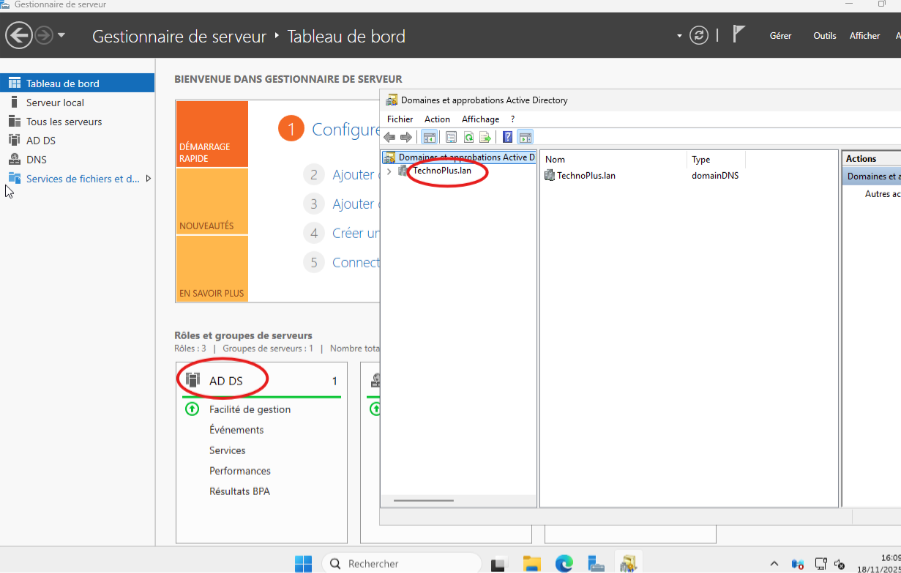 Gestionnaire de serveur
Gestionnaire de serveur ‣ Tableau de bord
Gérer Outils Afficher A
Tableau de bord
Serveur local
Tous les serveurs
AD DS
DNS
Services de fichiers et d...
BIENVENUE DANS GESTIONNAIRE DE SERVEUR
DÉMARRAGE
RAPIDE
NOUVEAUTÉS
EN SAVOIR PLUS
1 Configure
2 Ajouter
3 Ajouter
4 Créer un
5 Connect
Rôles et groupes de serveurs
Rôles : 3 | Groupes de serveurs : 1 | Nombre tota
AD DS 1
Facilité de gestion
Événements
Services
Performances
Résultats BPA
Domaines et approbations Active Directory
Fichier Action Affichage ?
Domaines et approbations Active D
TechnoPlus.lan
Nom Type
TechnoPlus.lan domainDNS
Actions
Domaines et a
Autres ac
Rechercher
16:09
18/11/2025